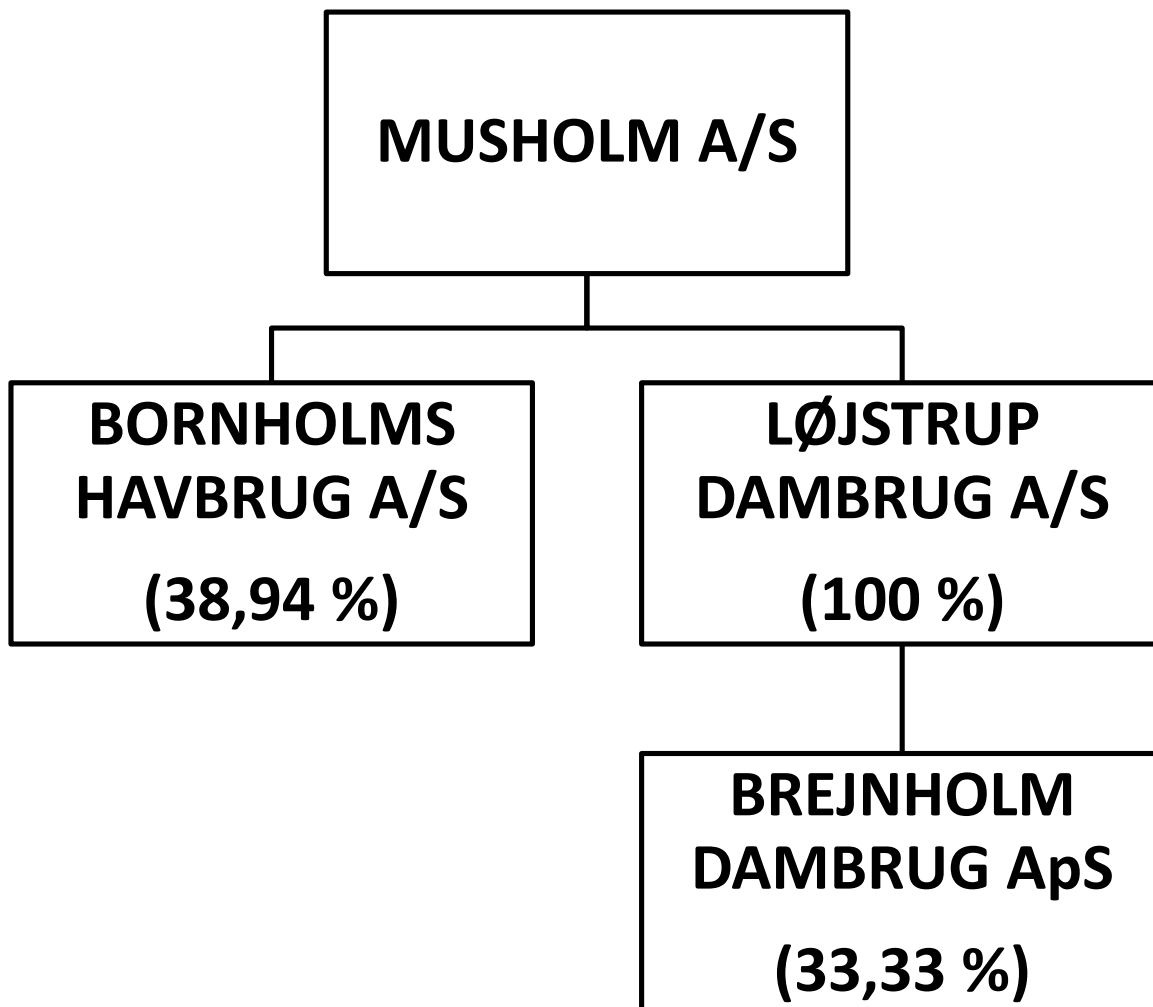 MUSHOLM A/S
BORNHOLMS
HAVBRUG A/S
(38,94 %)
LØJSTRUP
DAMBRUG A/S
(100 %)
BREJNHOLM
DAMBRUG ApS
(33,33 %)